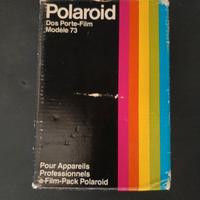 Polaroid
Dos Porte-Film
Modèle 73
Pour Appareils
Professionnels
à Film-Pack Polaroid